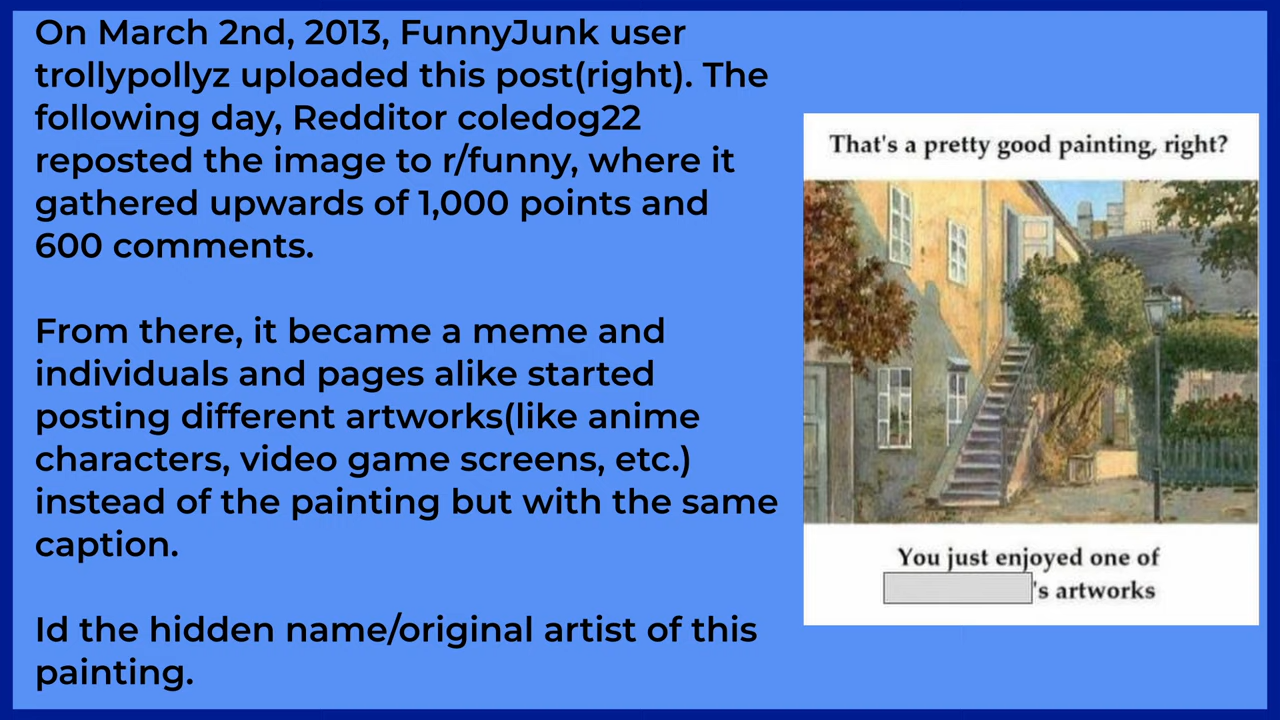 On March 2nd, 2013, FunnyJunk user
trollypollyz uploaded this post(right). The
following day, Redditor coledog22
reposted the image to r/funny, where it
gathered upwards of 1,000 points and
600 comments.
From there, it became a meme and
individuals and pages alike started
posting different artworks(like anime
characters, video game screens, etc.)
instead of the painting but with the same
caption.
Id the hidden name/original artist of this
painting.
That's a pretty good painting, right?
You just enjoyed one of
's artworks